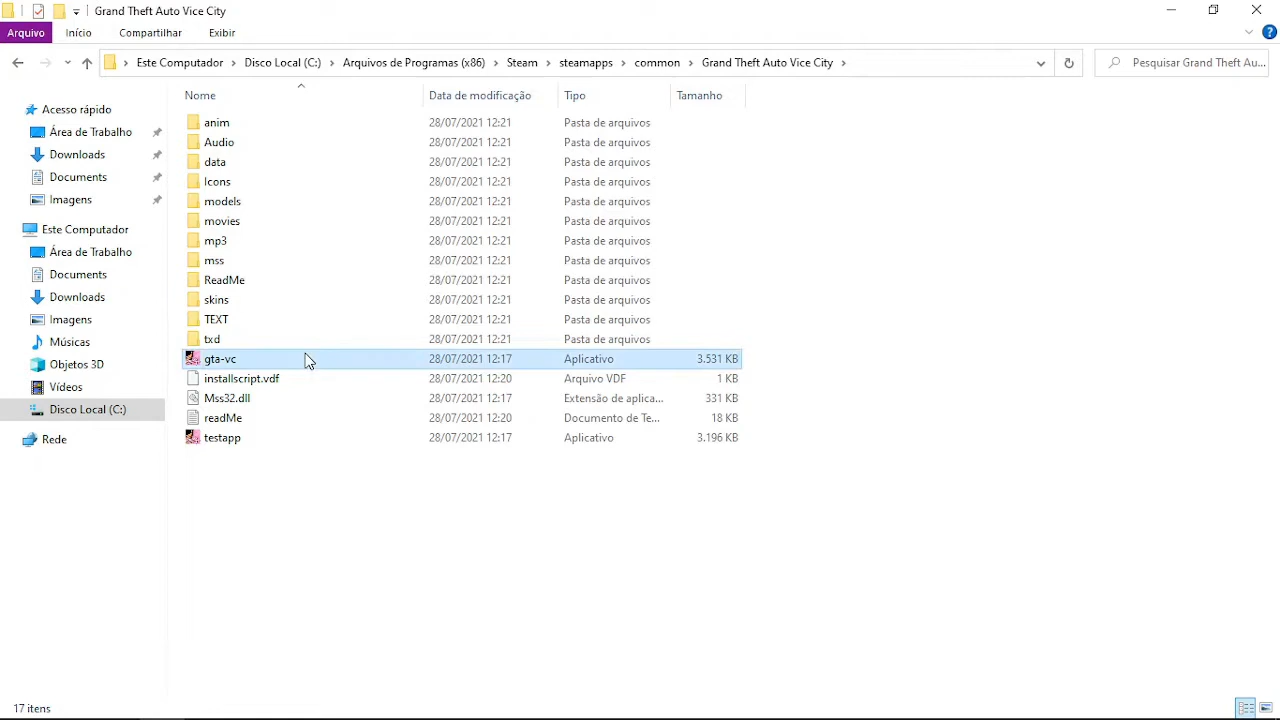 Grand Theft Auto Vice City
Arquivo Início Compartilhar Exibir
Este Computador Disco Local (C:) Arquivos de Programas (x86) Steam steamapps common Grand Theft Auto Vice City Pesquisar Grand Theft Au...
Acesso rápido
Área de Trabalho
Downloads
Documents
Imagens
Este Computador
Área de Trabalho
Documents
Downloads
Imagens
Músicas
Objetos 3D
Vídeos
Disco Local (C:)
Rede
Nome Data de modificação Tipo Tamanho
anim 28/07/2021 12:21 Pasta de arquivos
Audio 28/07/2021 12:21 Pasta de arquivos
data 28/07/2021 12:21 Pasta de arquivos
Icons 28/07/2021 12:21 Pasta de arquivos
models 28/07/2021 12:21 Pasta de arquivos
movies 28/07/2021 12:21 Pasta de arquivos
mp3 28/07/2021 12:21 Pasta de arquivos
mss 28/07/2021 12:21 Pasta de arquivos
ReadMe 28/07/2021 12:21 Pasta de arquivos
skins 28/07/2021 12:21 Pasta de arquivos
TEXT 28/07/2021 12:21 Pasta de arquivos
txd 28/07/2021 12:21 Pasta de arquivos
gta-vc 28/07/2021 12:17 Aplicativo 3.531 KB
installscript.vdf 28/07/2021 12:20 Arquivo VDF 1 KB
Mss32.dll 28/07/2021 12:17 Extensão de aplica... 331 KB
readMe 28/07/2021 12:20 Documento de Te... 18 KB
testapp 28/07/2021 12:17 Aplicativo 3.196 KB
17 itens